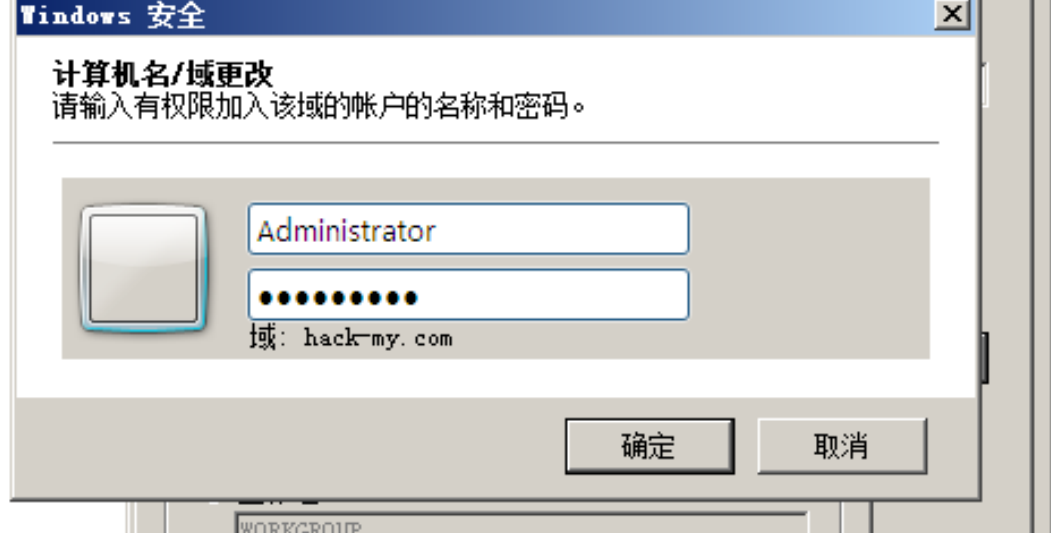 Windows 安全
计算机名/域更改
请输入有权限加入该域的帐户的名称和密码。
Administrator
●●●●●●●●●
域: hack-my.com
确定
取消
WORKGROUP